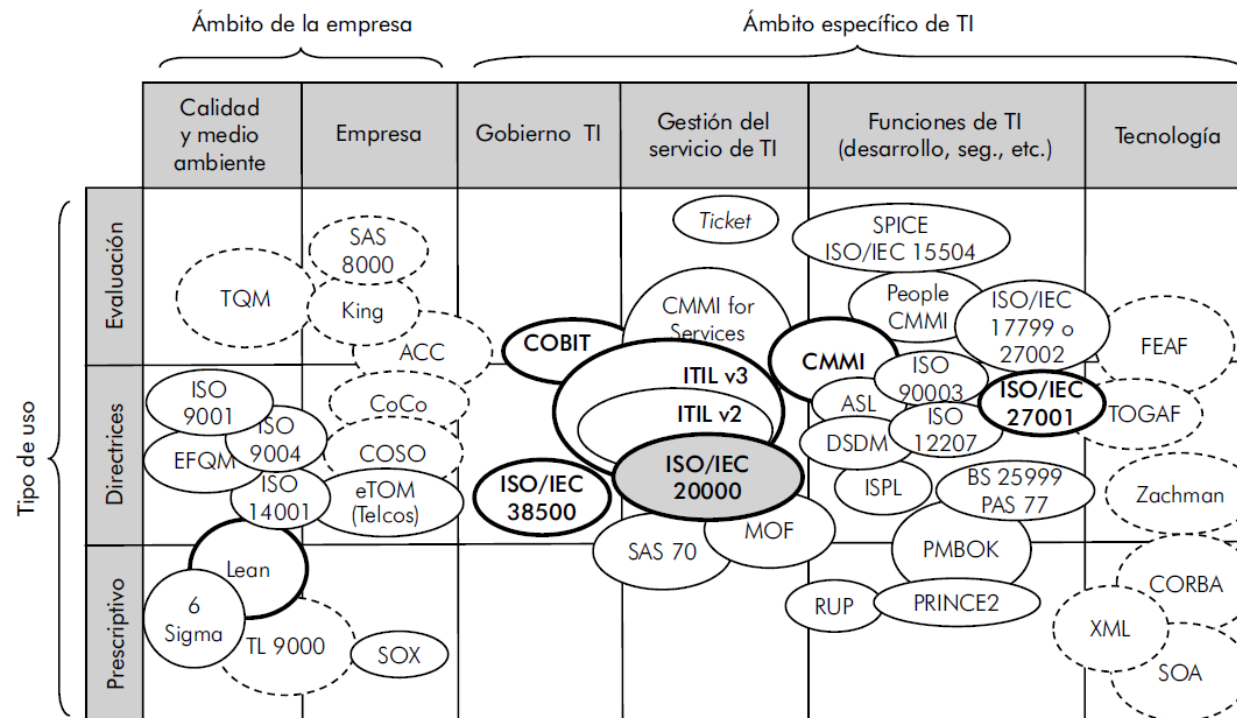 Ámbito de la empresa
Ámbito específico de TI
Calidad
y medio
ambiente
Empresa
Gobierno TI
Gestión del
servicio de TI
Funciones de TI
(desarrollo, seg., etc.)
Tecnología
Tipo de uso
Evaluación
TQM
SAS
8000
King
ACC
COBIT
Ticket
CMMI for
Services
SPICE
ISO/IEC 15504
People
CMMI
ISO/IEC
17799 o
27002
CMMI
FEAF
Directrices
ISO
9001
ISO
9004
EFQM
ISO
14001
CoCo
COSO
eTOM
(Telcos)
ISO/IEC
38500
ITIL v3
ITIL v2
ISO/IEC
20000
MOF
ASL
ISO
90003
ISO/IEC
27001
DSDM
ISO
12207
ISPL
BS 25999
PAS 77
TOGAF
Zachman
Prescriptivo
Lean
6
Sigma
TL 9000
SOX
SAS 70
PMBOK
RUP
PRINCE2
CORBA
XML
SOA